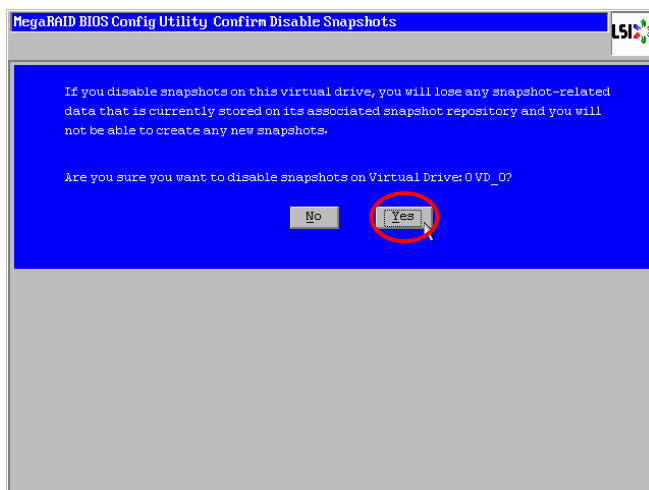 MegaRAID BIOS Config Utility Confirm Disable Snapshots
LSI
If you disable snapshots on this virtual drive, you will lose any snapshot-related
data that is currently stored on its associated snapshot repository and you will
not be able to create any new snapshots.
Are you sure you want to disable snapshots on Virtual Drive: 0 VD_0?
No
Yes